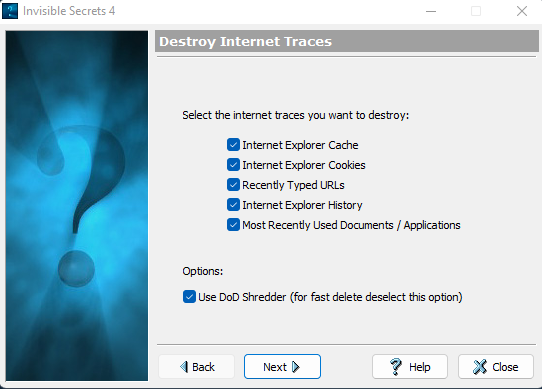 Invisible Secrets 4
Destroy Internet Traces
Select the internet traces you want to destroy:
Internet Explorer Cache
Internet Explorer Cookies
Recently Typed URLs
Internet Explorer History
Most Recently Used Documents / Applications
Options:
Use DoD Shredder (for fast delete deselect this option)
Back
Next
Help
Close